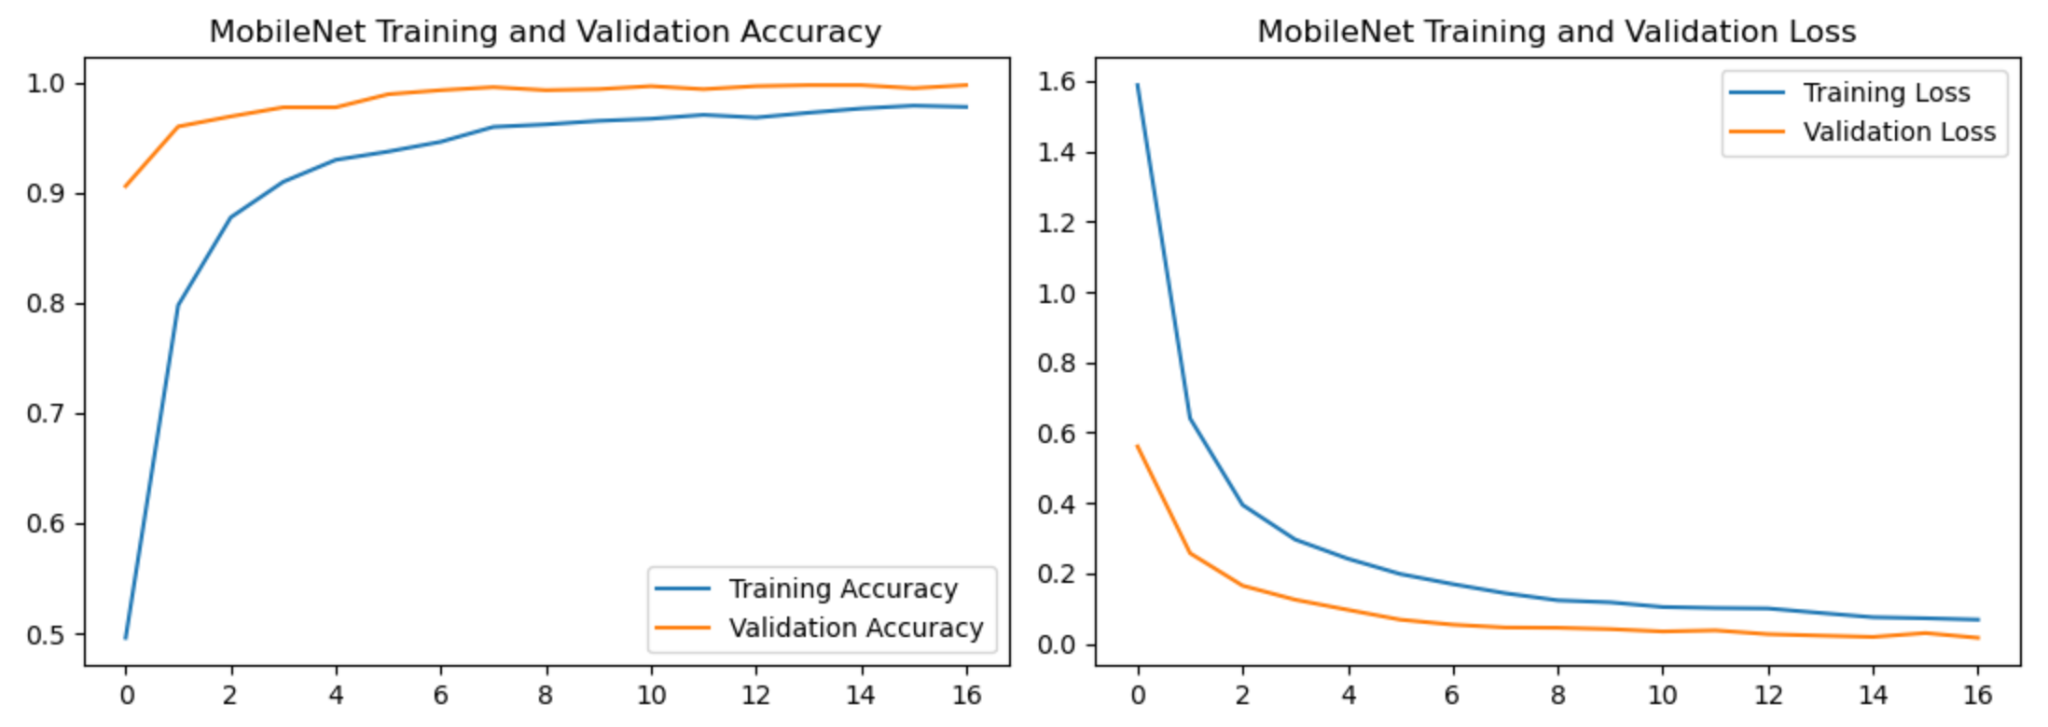 MobileNet Training and Validation Accuracy
1.0
0.9
0.8
0.7
0.6
0.5
Training Accuracy
Validation Accuracy
0 2 4 6 8 10 12 14 16
MobileNet Training and Validation Loss
1.6
1.4
1.2
1.0
0.8
0.6
0.4
0.2
0.0
Training Loss
Validation Loss
0 2 4 6 8 10 12 14 16